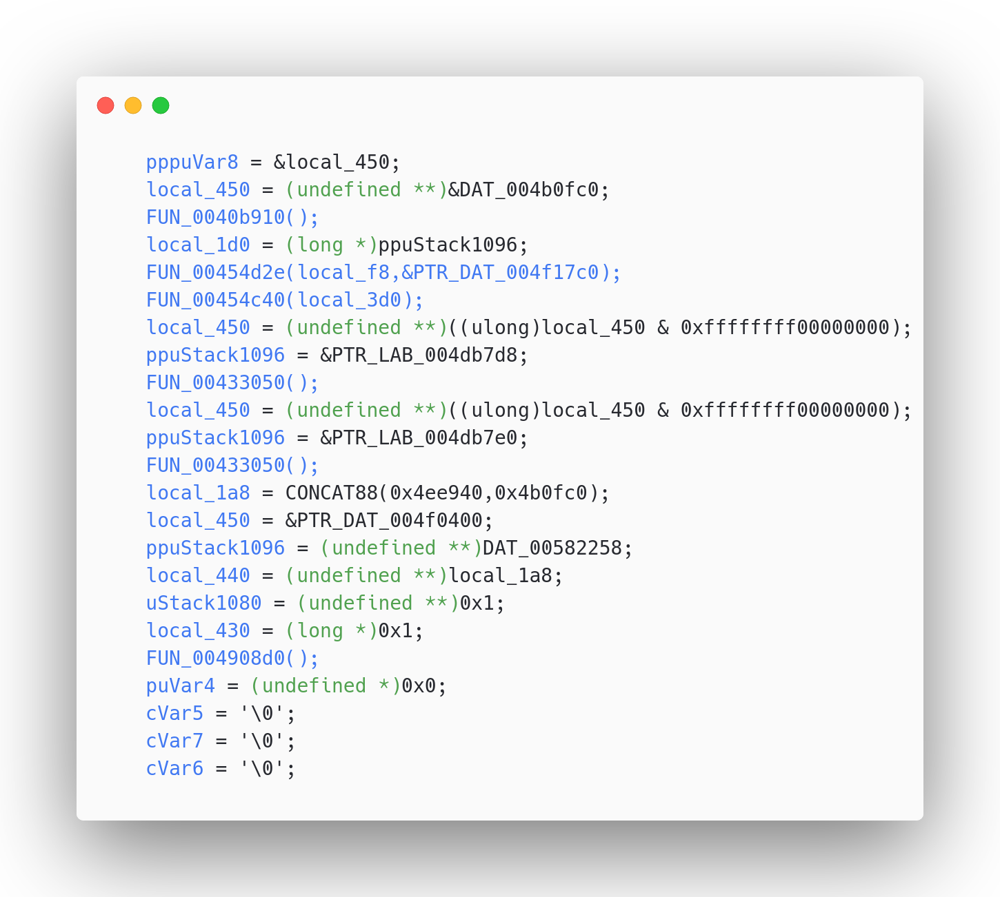 pppuVar8 = &local_450;
local_450 = (undefined **)&DAT_004b0fc0;
FUN_0040b910();
local_1d0 = (long *)ppuStack1096;
FUN_00454d2e(local_f8,&PTR_DAT_004f17c0);
FUN_00454c40(local_3d0);
local_450 = (undefined **)((ulong)local_450 & 0xffffffff00000000);
ppuStack1096 = &PTR_LAB_004db7d8;
FUN_00433050();
local_450 = (undefined **)((ulong)local_450 & 0xffffffff00000000);
ppuStack1096 = &PTR_LAB_004db7e0;
FUN_00433050();
local_1a8 = CONCAT88(0x4ee940,0x4b0fc0);
local_450 = &PTR_DAT_004f0400;
ppuStack1096 = (undefined **)DAT_00582258;
local_440 = (undefined **)local_1a8;
uStack1080 = (undefined **)0x1;
local_430 = (long *)0x1;
FUN_004908d0();
puVar4 = (undefined *)0x0;
cVar5 = '\0';
cVar7 = '\0';
cVar6 = '\0';